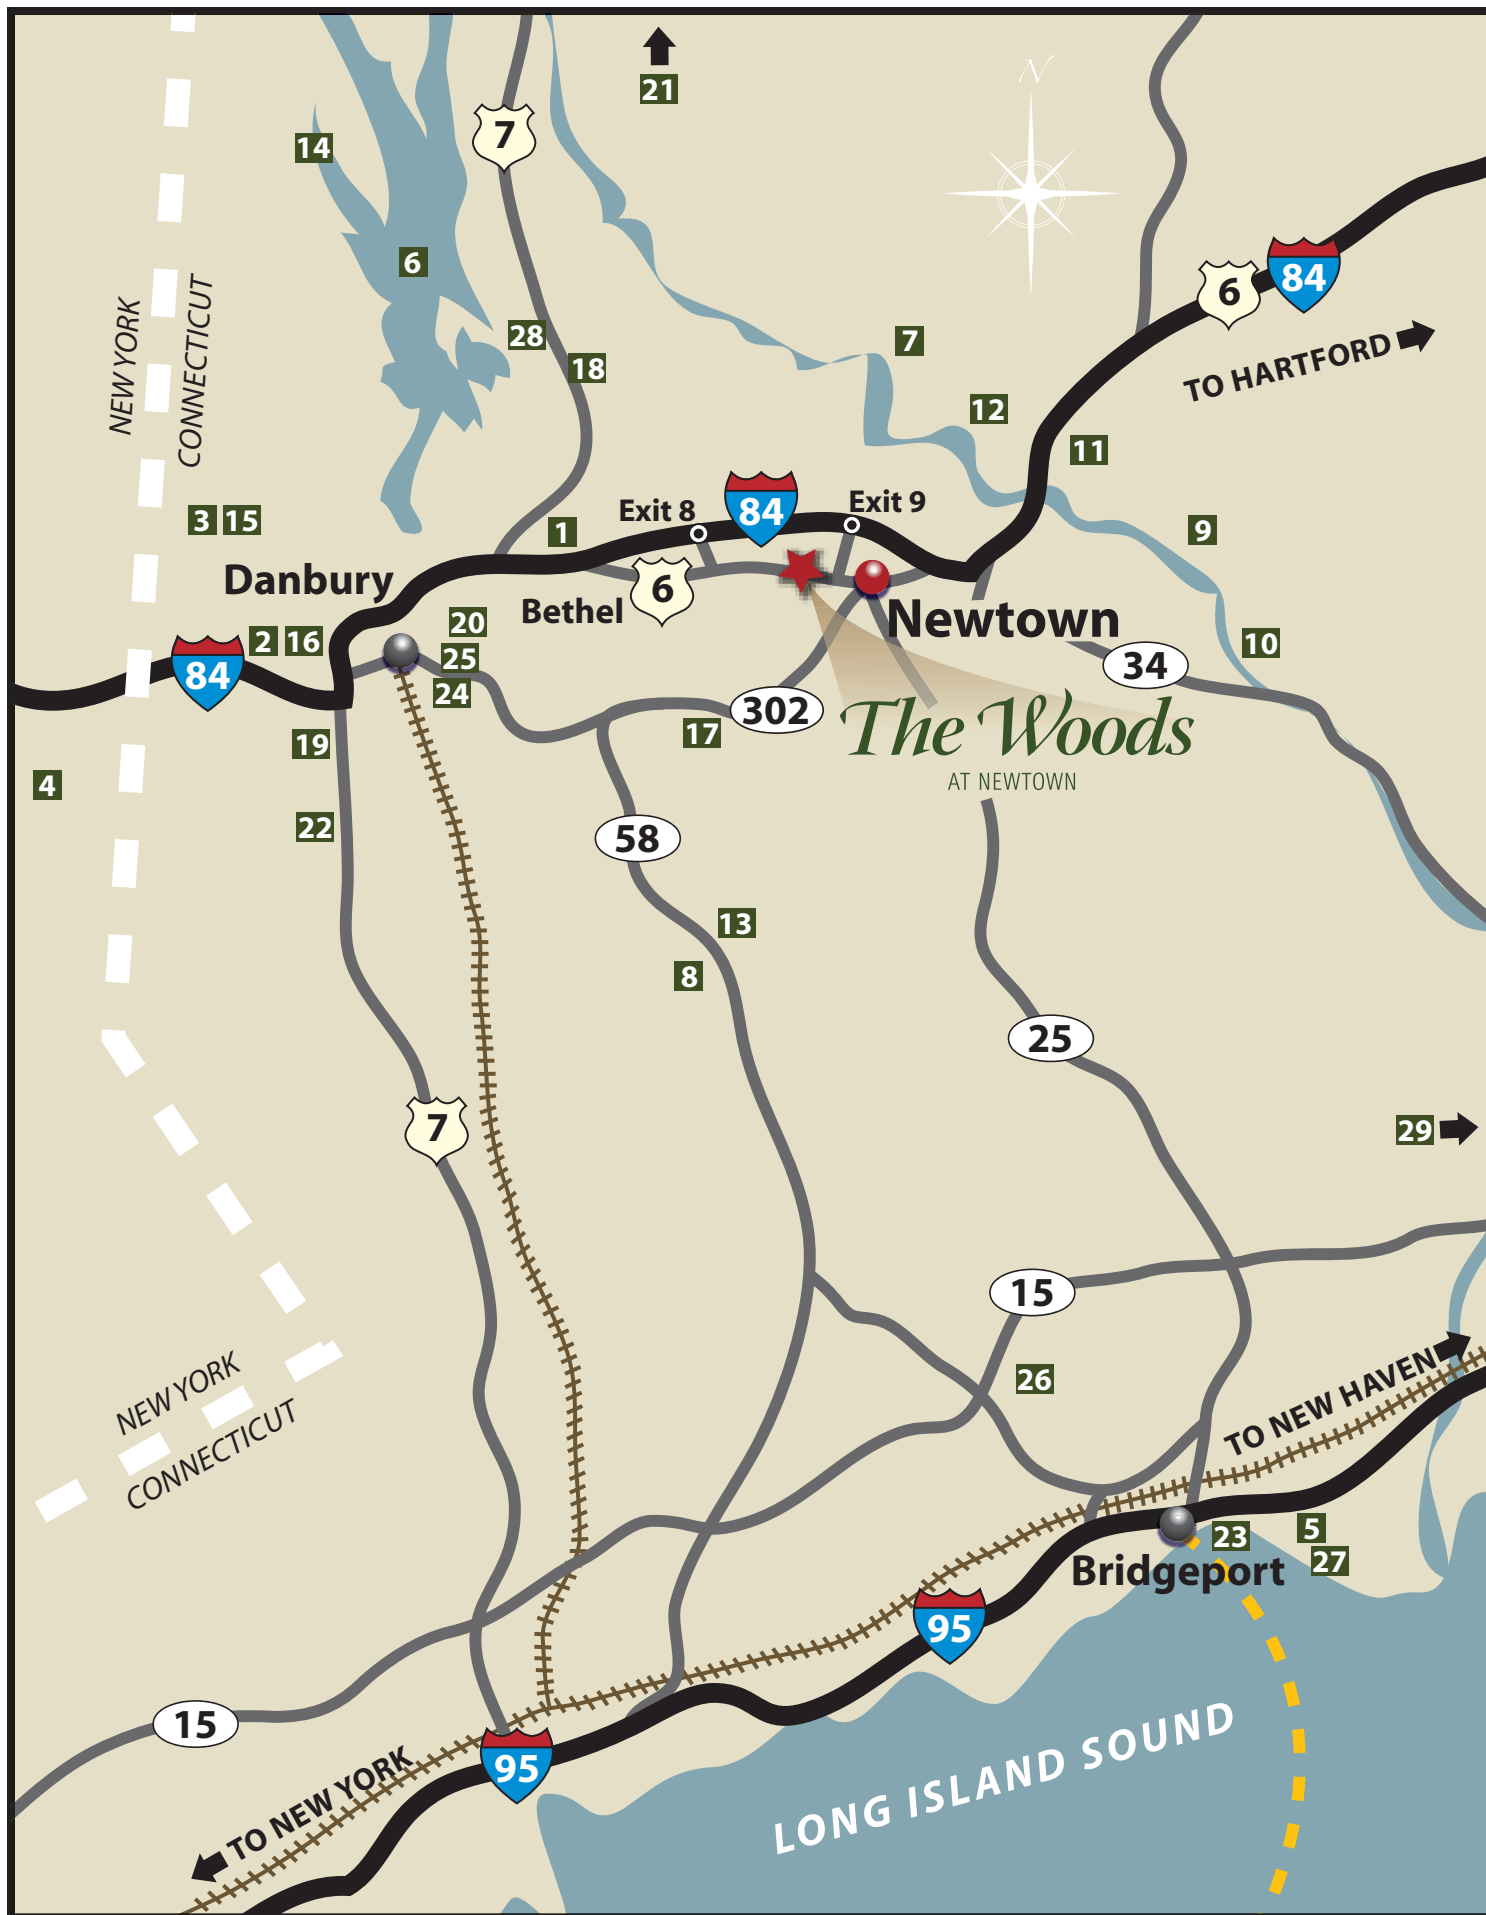 N
21
7
14
6
84
6
NEW YORK
CONNECTICUT
28
18
7
TO HARTFORD
12
11
3 15
1
Exit 8
84
Exit 9
9
Danbury
6
Bethel
Newtown
2 16
20
84
25
24
34
10
302
17
The Woods
AT NEWTOWN
19
4
22
58
13
8
25
7
29
15
26
NEW YORK
CONNECTICUT
TO NEW HAVEN
23
5
27
Bridgeport
95
15
95
LONG ISLAND SOUND
TO NEW YORK